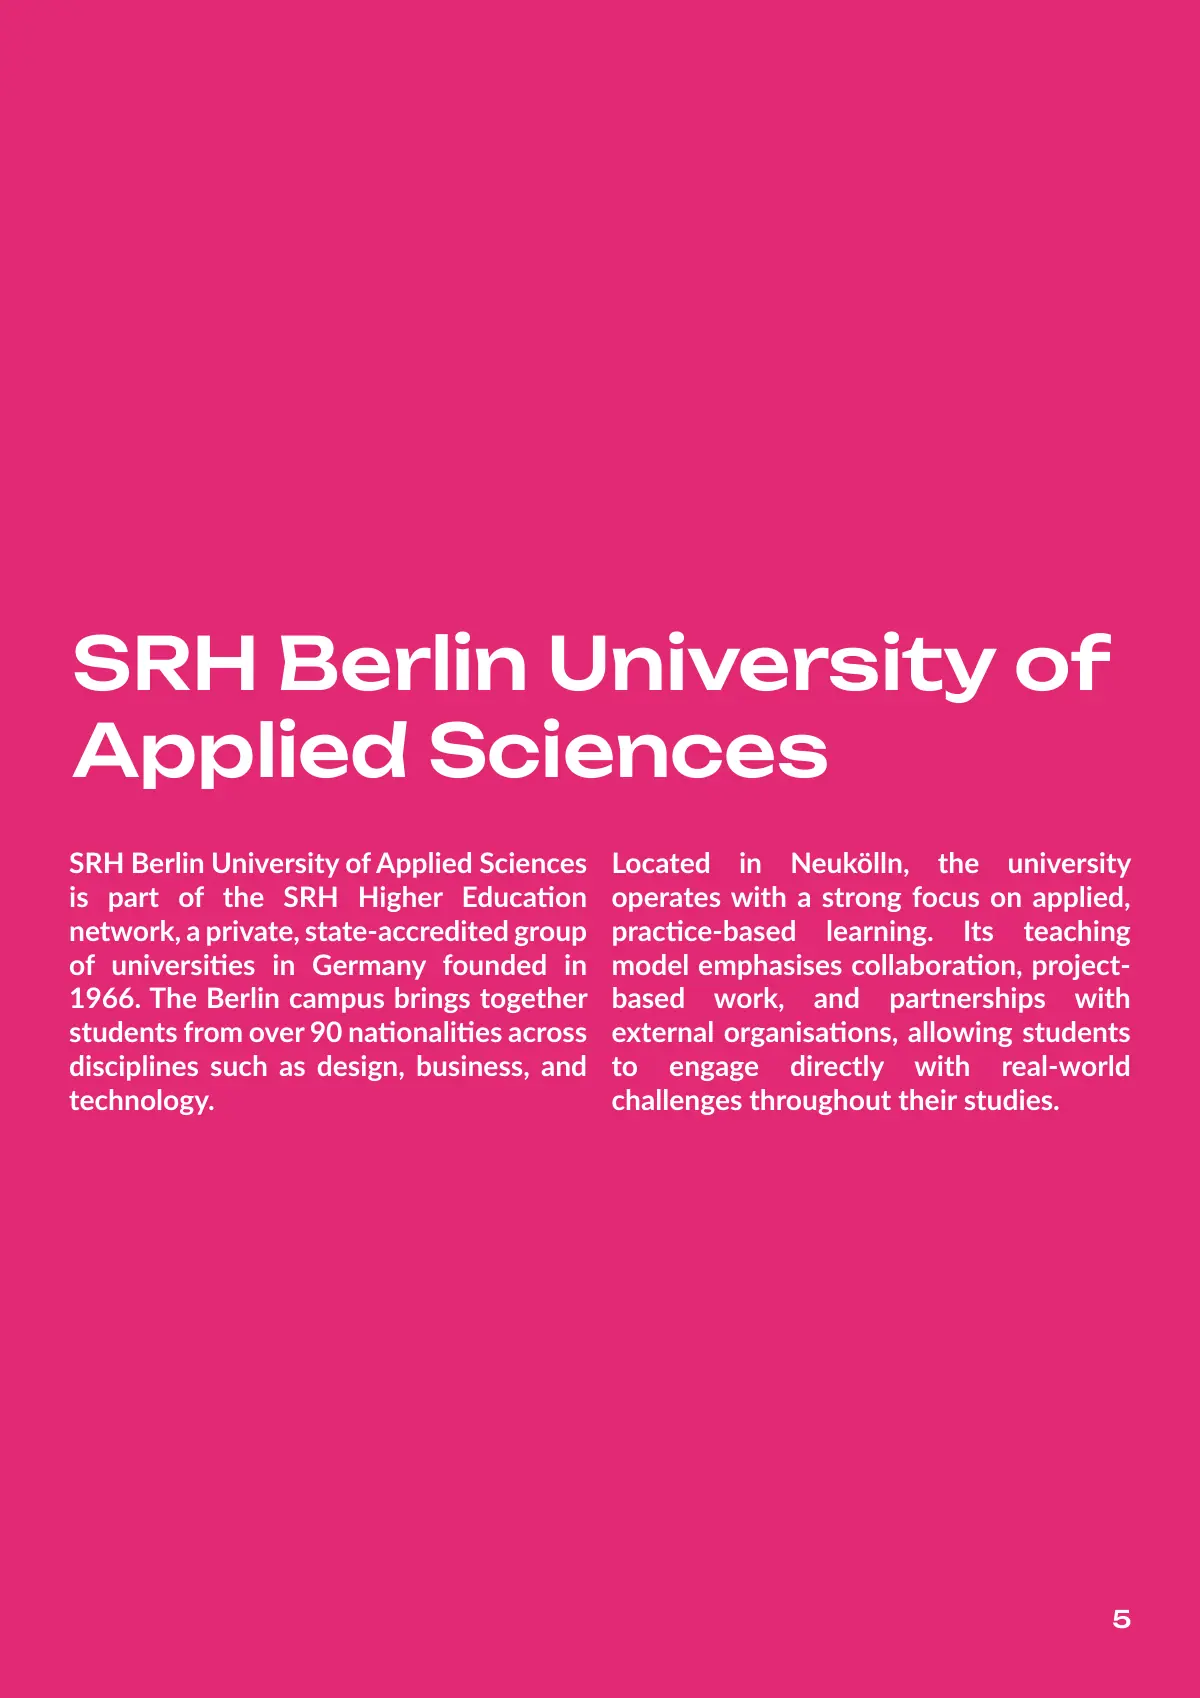 SRH Berlin University of
Applied Sciences
SRH Berlin University of Applied Sciences
is part of the SRH Higher Education
network, a private, state-accredited group
of universities in Germany founded in
1966. The Berlin campus brings together
students from over 90 nationalities across
disciplines such as design, business, and
technology.
Located in Neukölln, the university
operates with a strong focus on applied,
practice-based learning. Its teaching
model emphasises collaboration, project-
based work, and partnerships with
external organisations, allowing students
to engage directly with real-world
challenges throughout their studies.
5